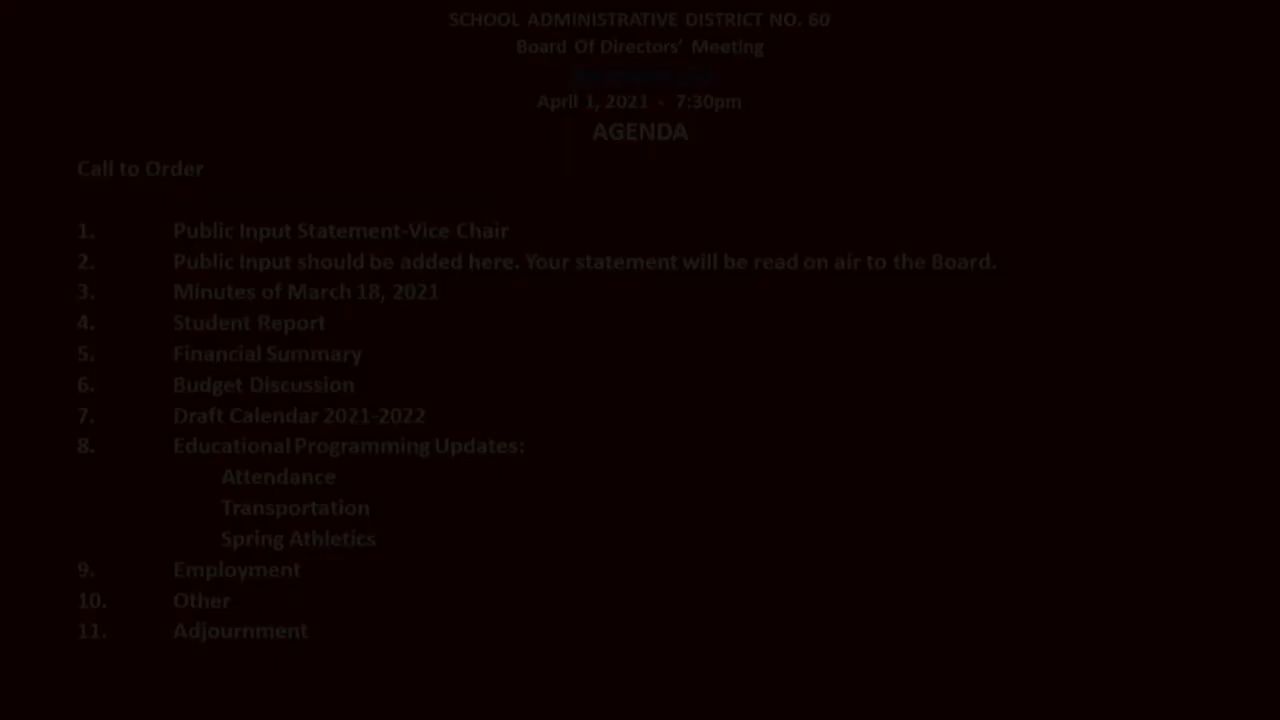 SCHOOL ADMINISTRATIVE DISTRICT NO. 60
Board Of Directors' Meeting
April 1, 2021 - 7:30pm
AGENDA
Call to Order
1. Public Input Statement-Vice Chair
2. Public Input should be added here. Your statement will be read on air to the Board.
3. Minutes of March 18, 2021
4. Student Report
5. Financial Summary
6. Budget Discussion
7. Draft Calendar 2021-2022
8. Educational Programming Updates:
Attendance
Transportation
Spring Athletics
9. Employment
10. Other
11. Adjournment